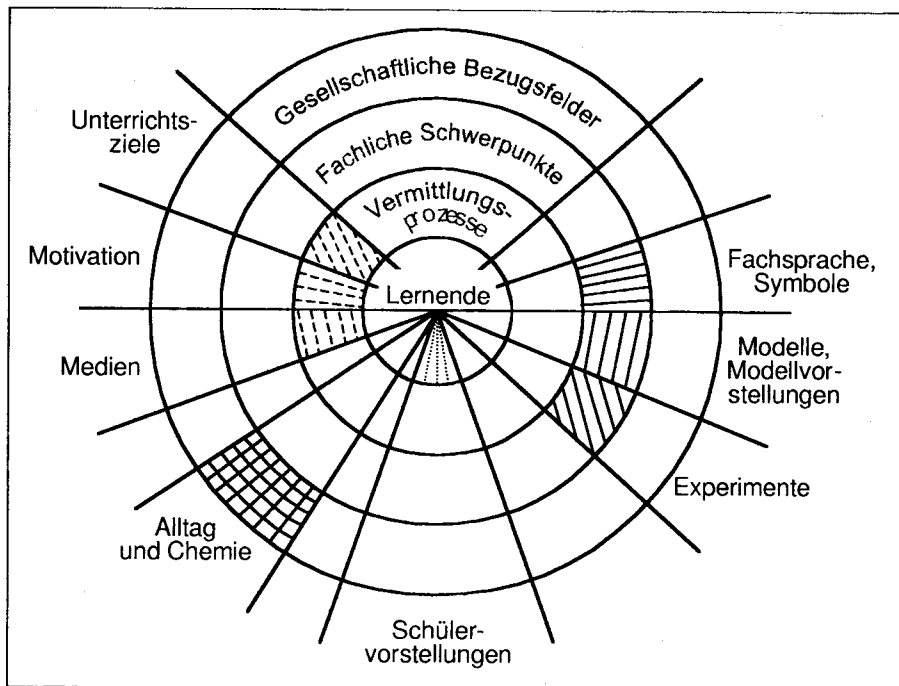 Gesellschaftliche Bezugsfelder
Fachliche Schwerpunkte
Vermittlungs-
prozesse
Lernende
Unterrichts-
ziele
Motivation
Medien
Alltag
und Chemie
Schüler-
vorstellungen
Experimente
Modelle,
Modellvor-
stellungen
Fachsprache,
Symbole